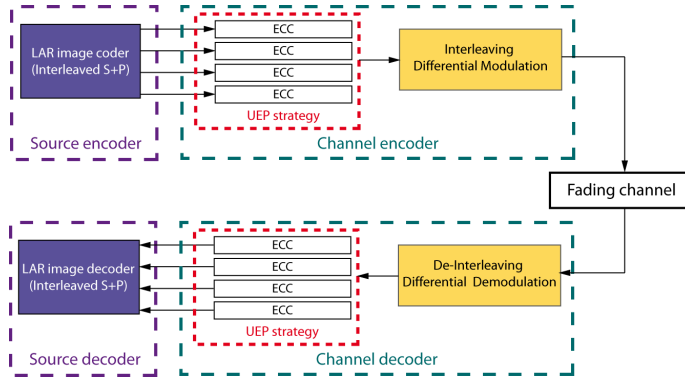 LAR image coder
(Interleaved S+P)
Source encoder
ECC
ECC
ECC
ECC
UEP strategy
Interleaving
Differential Modulation
Channel encoder
Fading channel
LAR image decoder
(Interleaved S+P)
Source decoder
ECC
ECC
ECC
ECC
UEP strategy
De-Interleaving
Differential Demodulation
Channel decoder